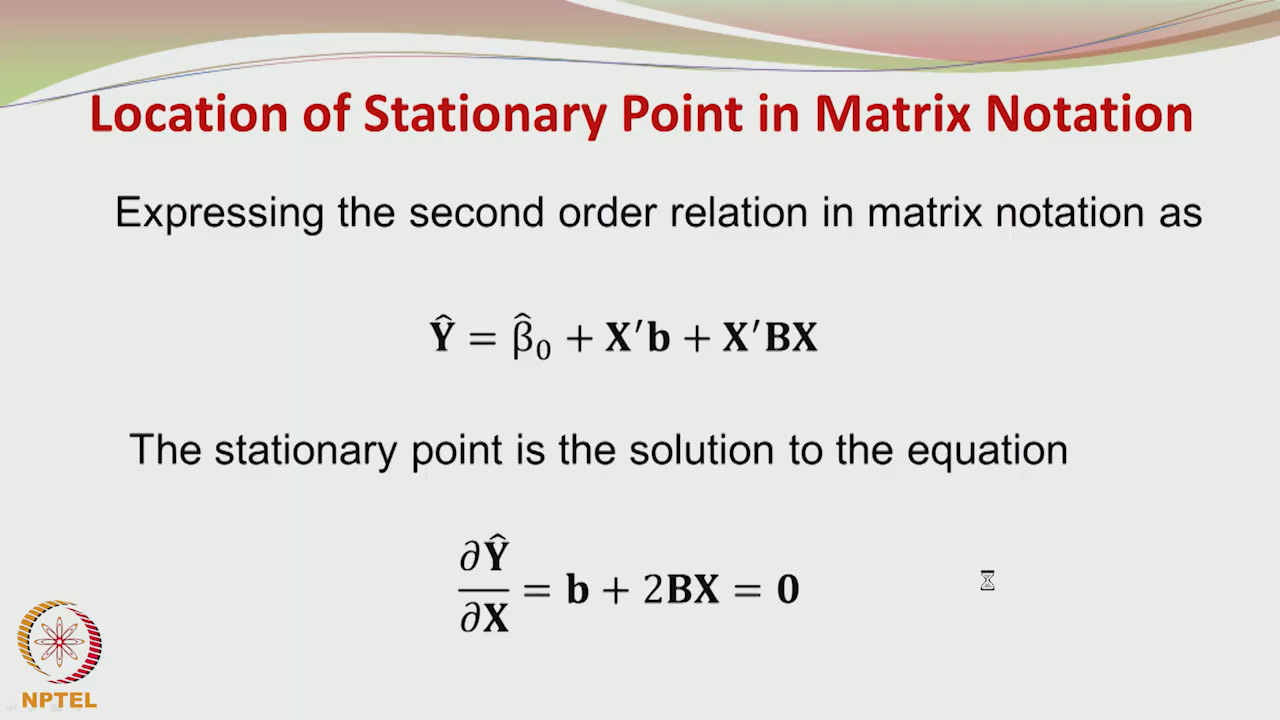 Location of Stationary Point in Matrix Notation
Expressing the second order relation in matrix notation as
Ŷ = β̂₀ + X′b + X′BX
The stationary point is the solution to the equation
∂Ŷ/∂X = b + 2BX = 0
NPTEL